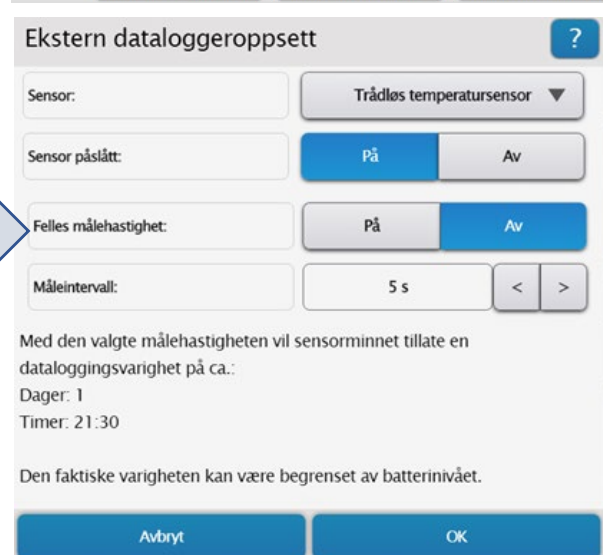 Ekstern dataloggeroppsett ?
Sensor: Trådløs temperatursensor ▼
Sensor påslått: På Av
Felles målehastighet: På Av
Måleintervall: 5 s < >
Med den valgte målehastigheten vil sensorminnet tillate en
dataloggingsvarighet på ca.:
Dager: 1
Timer: 21:30
Den faktiske varigheten kan være begrenset av batterinivået.
Avbryt OK